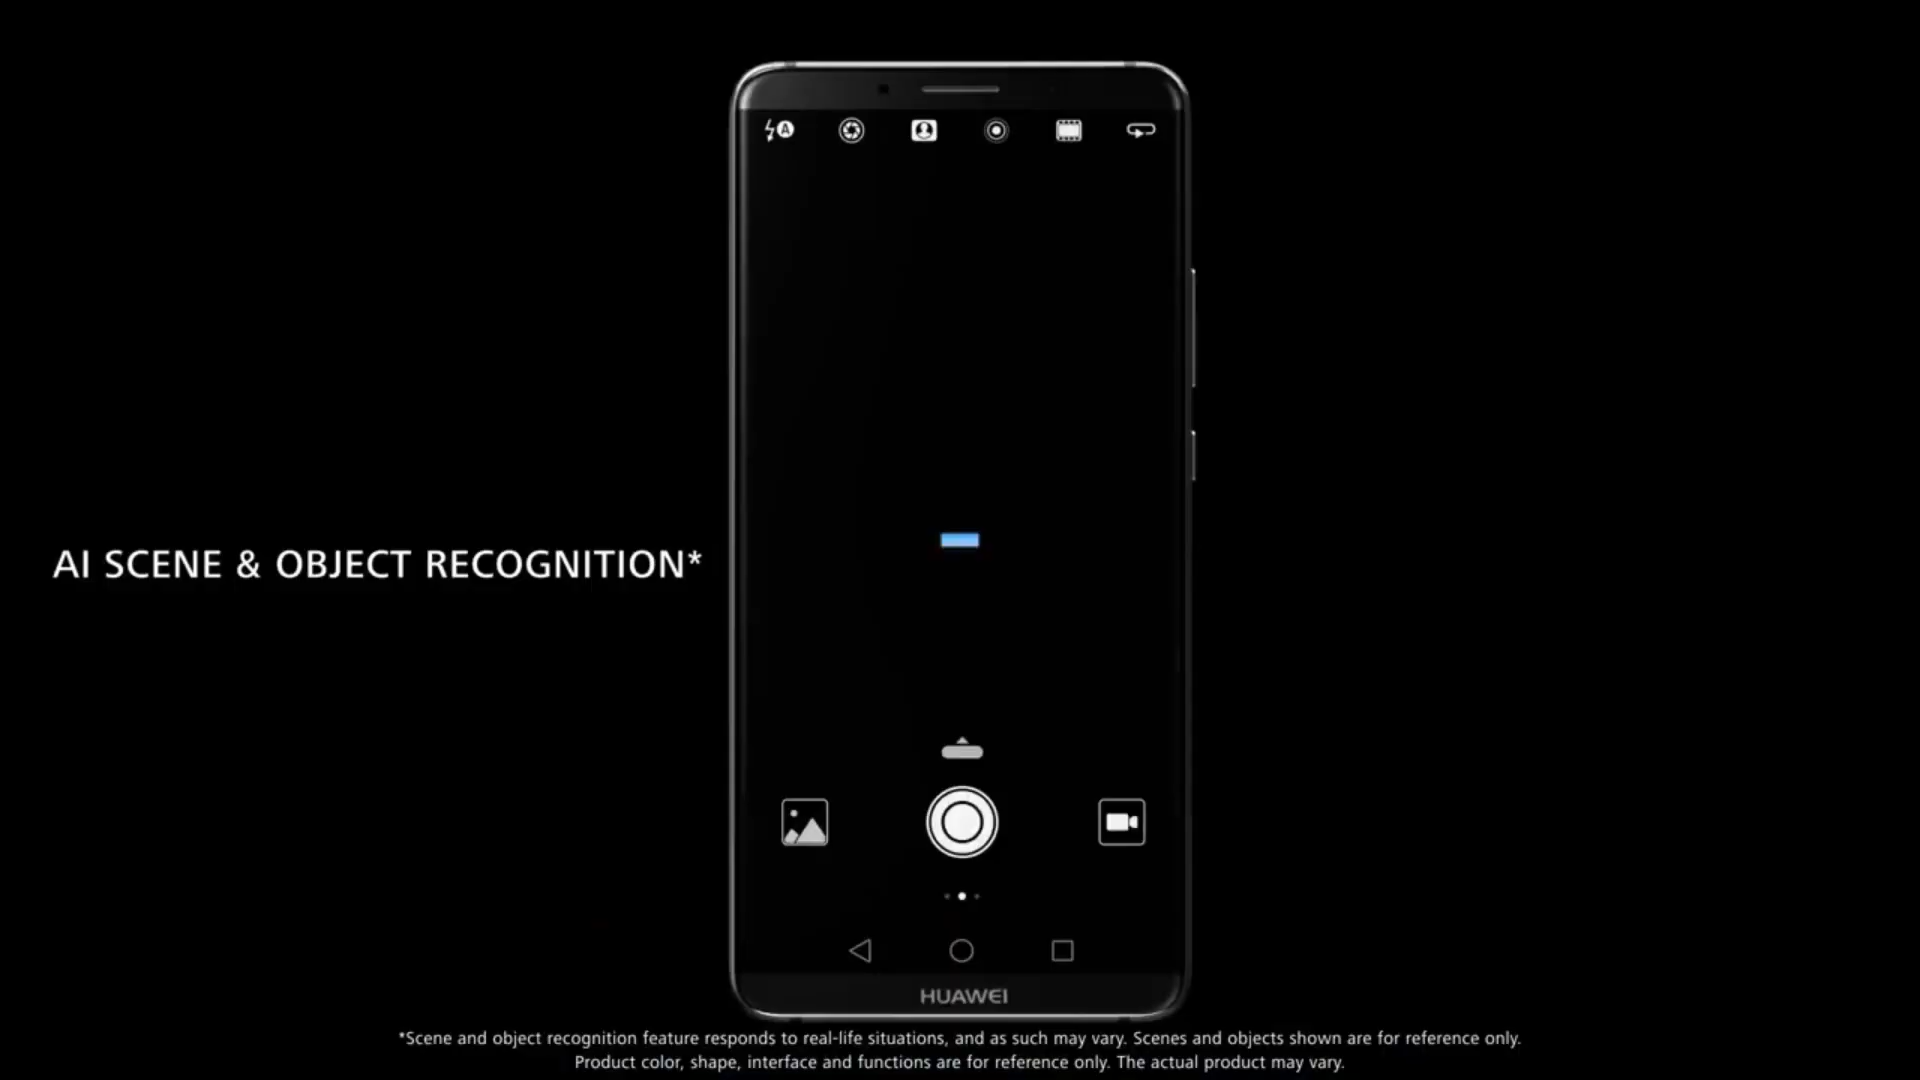 A
AI SCENE & OBJECT RECOGNITION*
HUAWEI
*Scene and object recognition feature responds to real-life situations, and as such may vary. Scenes and objects shown are for reference only.
Product color, shape, interface and functions are for reference only. The actual product may vary.